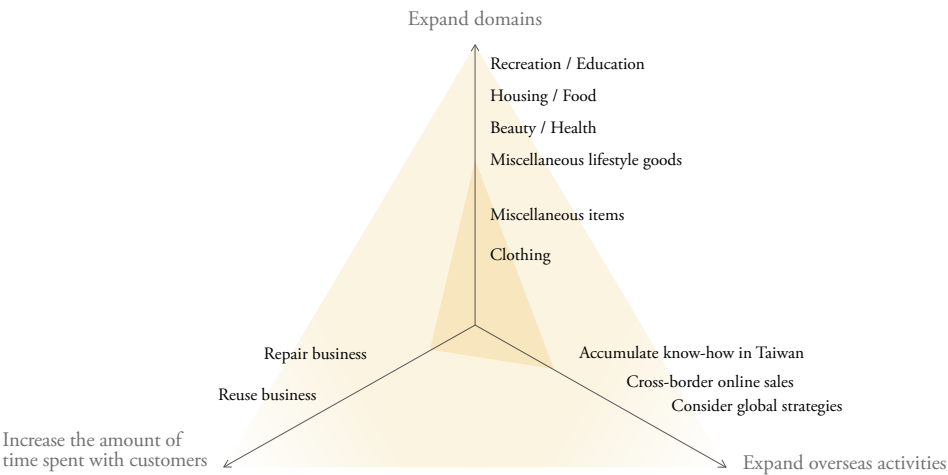 Expand domains
Recreation / Education
Housing / Food
Beauty / Health
Miscellaneous lifestyle goods
Miscellaneous items
Clothing
Repair business
Reuse business
Accumulate know-how in Taiwan
Cross-border online sales
Consider global strategies
Increase the amount of
time spent with customers
Expand overseas activities